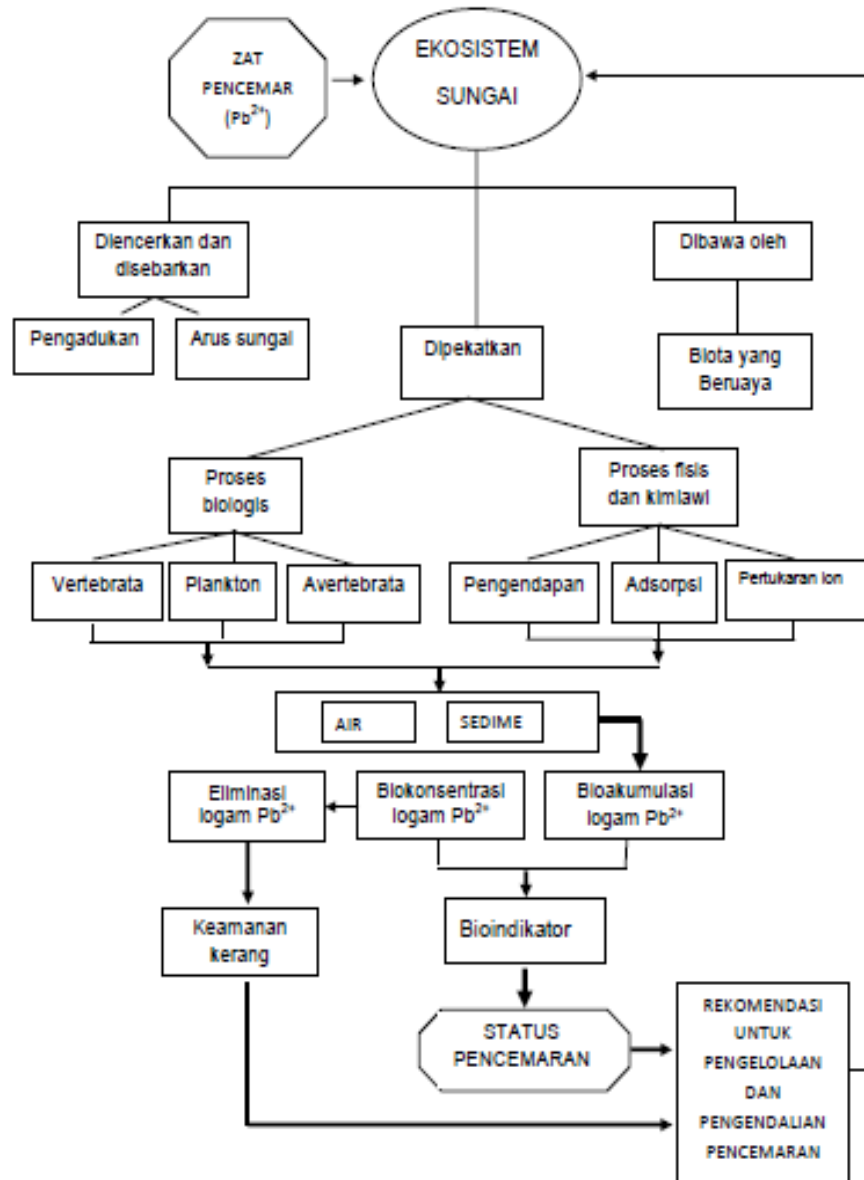 ZAT
PENCEMAR
(Pb²⁺)
EKOSISTEM
SUNGAI
Diencerkan dan
disebarkan
Dibawa oleh
Pengadukan
Arus sungai
Dipekatkan
Biota yang
Beruaya
Proses
biologis
Proses fisis
dan kimiawi
Vertebrata
Plankton
Avertebrata
Pengendapan
Adsorpsi
Pertukaran ion
AIR
SEDIME
Eliminasi
logam Pb²⁺
Biokonsentrasi
logam Pb²⁺
Bioakumulasi
logam Pb²⁺
Keamanan
kerang
Bioindikator
STATUS
PENCEMARAN
REKOMENDASI
UNTUK
PENGELOLAAN
DAN
PENGENDALIAN
PENCEMARAN